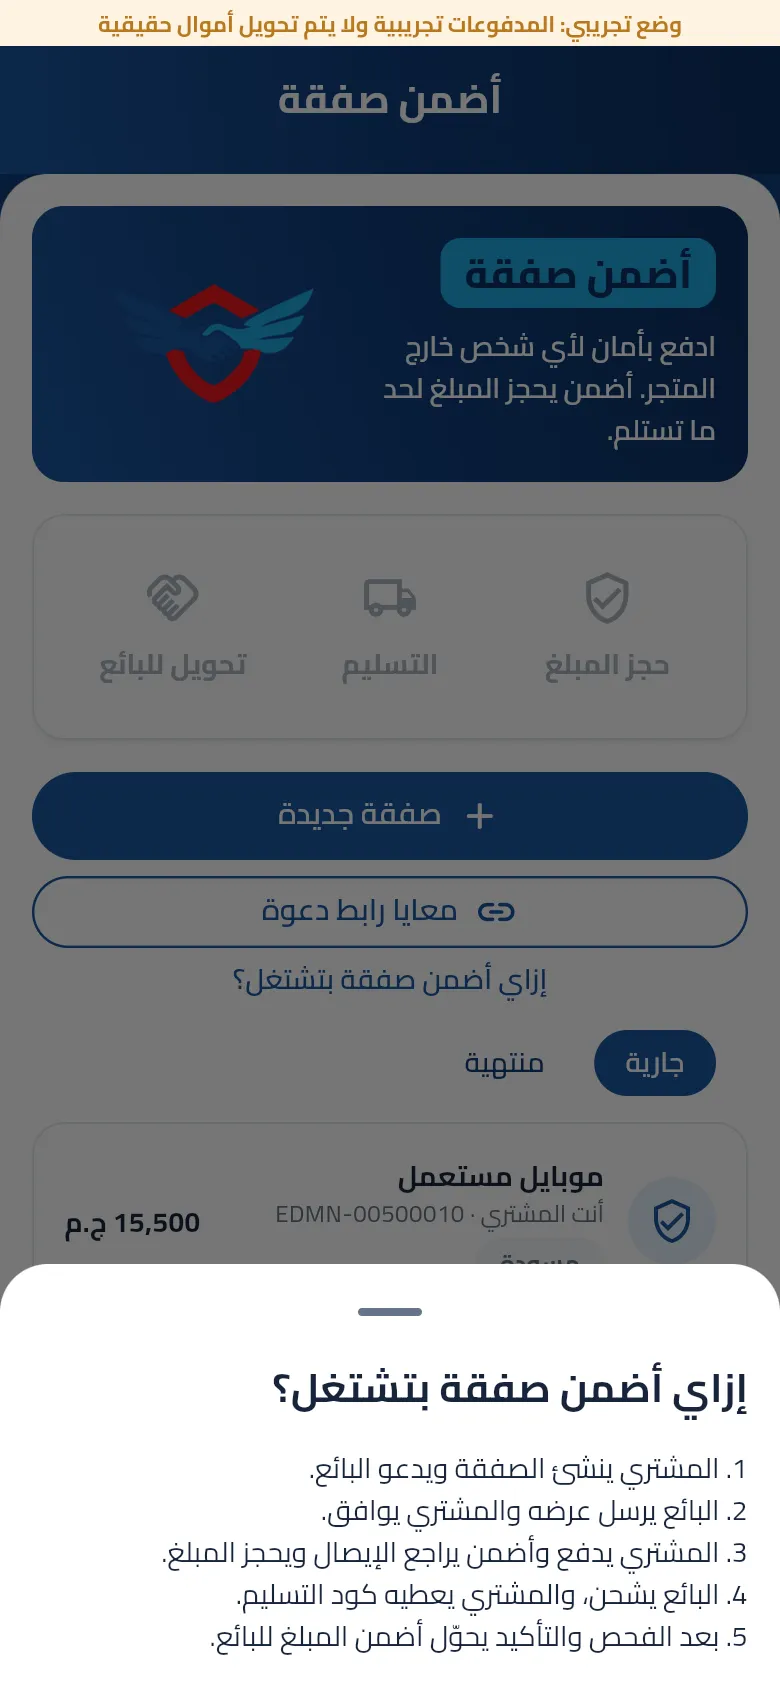 وضع تجريبي: المدفوعات تجريبية ولا يتم تحويل أموال حقيقية
أضمن صفقة
أضمن صفقة
ادفع بأمان لأي شخص خارج
المتجر. أضمن يحجز المبلغ لحد
ما تستلم.
حجز المبلغ
التسليم
تحويل للبائع
صفقة جديدة
معايا رابط دعوة
إزاي أضمن صفقة بتشتغل؟
جارية
منتهية
موبايل مستعمل
أنت المشتري · EDMN-00500010
15,500 ج.م
مسودة
إزاي أضمن صفقة بتشتغل؟
1. المشتري ينشئ الصفقة ويدعو البائع.
2. البائع يرسل عرضه والمشتري يوافق.
3. المشتري يدفع وأضمن يراجع الإيصال ويحجز المبلغ.
4. البائع يشحن، والمشتري يعطيه كود التسليم.
5. بعد الفحص والتأكيد يحوّل أضمن المبلغ للبائع.